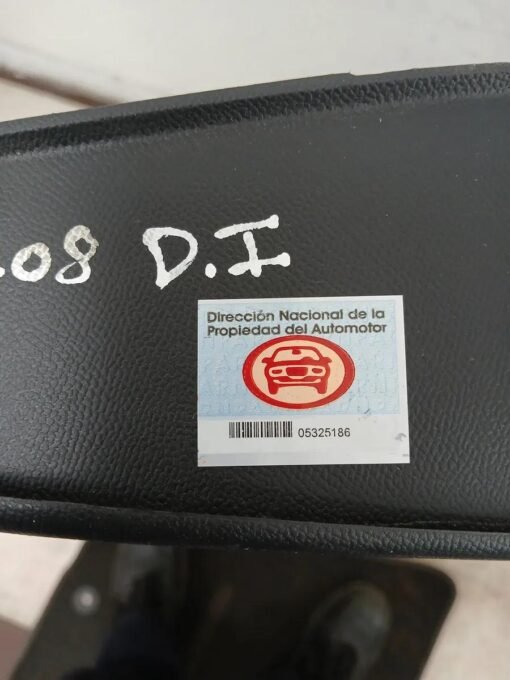 .08 D.I
Dirección Nacional de la
Propiedad del Automotor
05325186